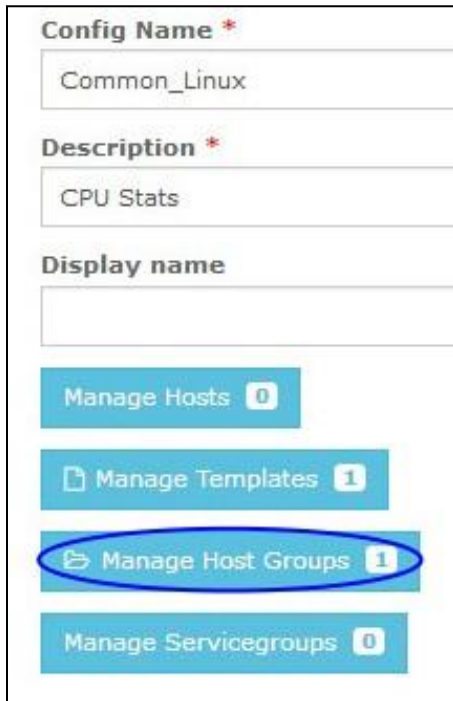 Config Name *
Common_Linux
Description *
CPU Stats
Display name
Manage Hosts 0
Manage Templates 1
Manage Host Groups 1
Manage Servicegroups 0